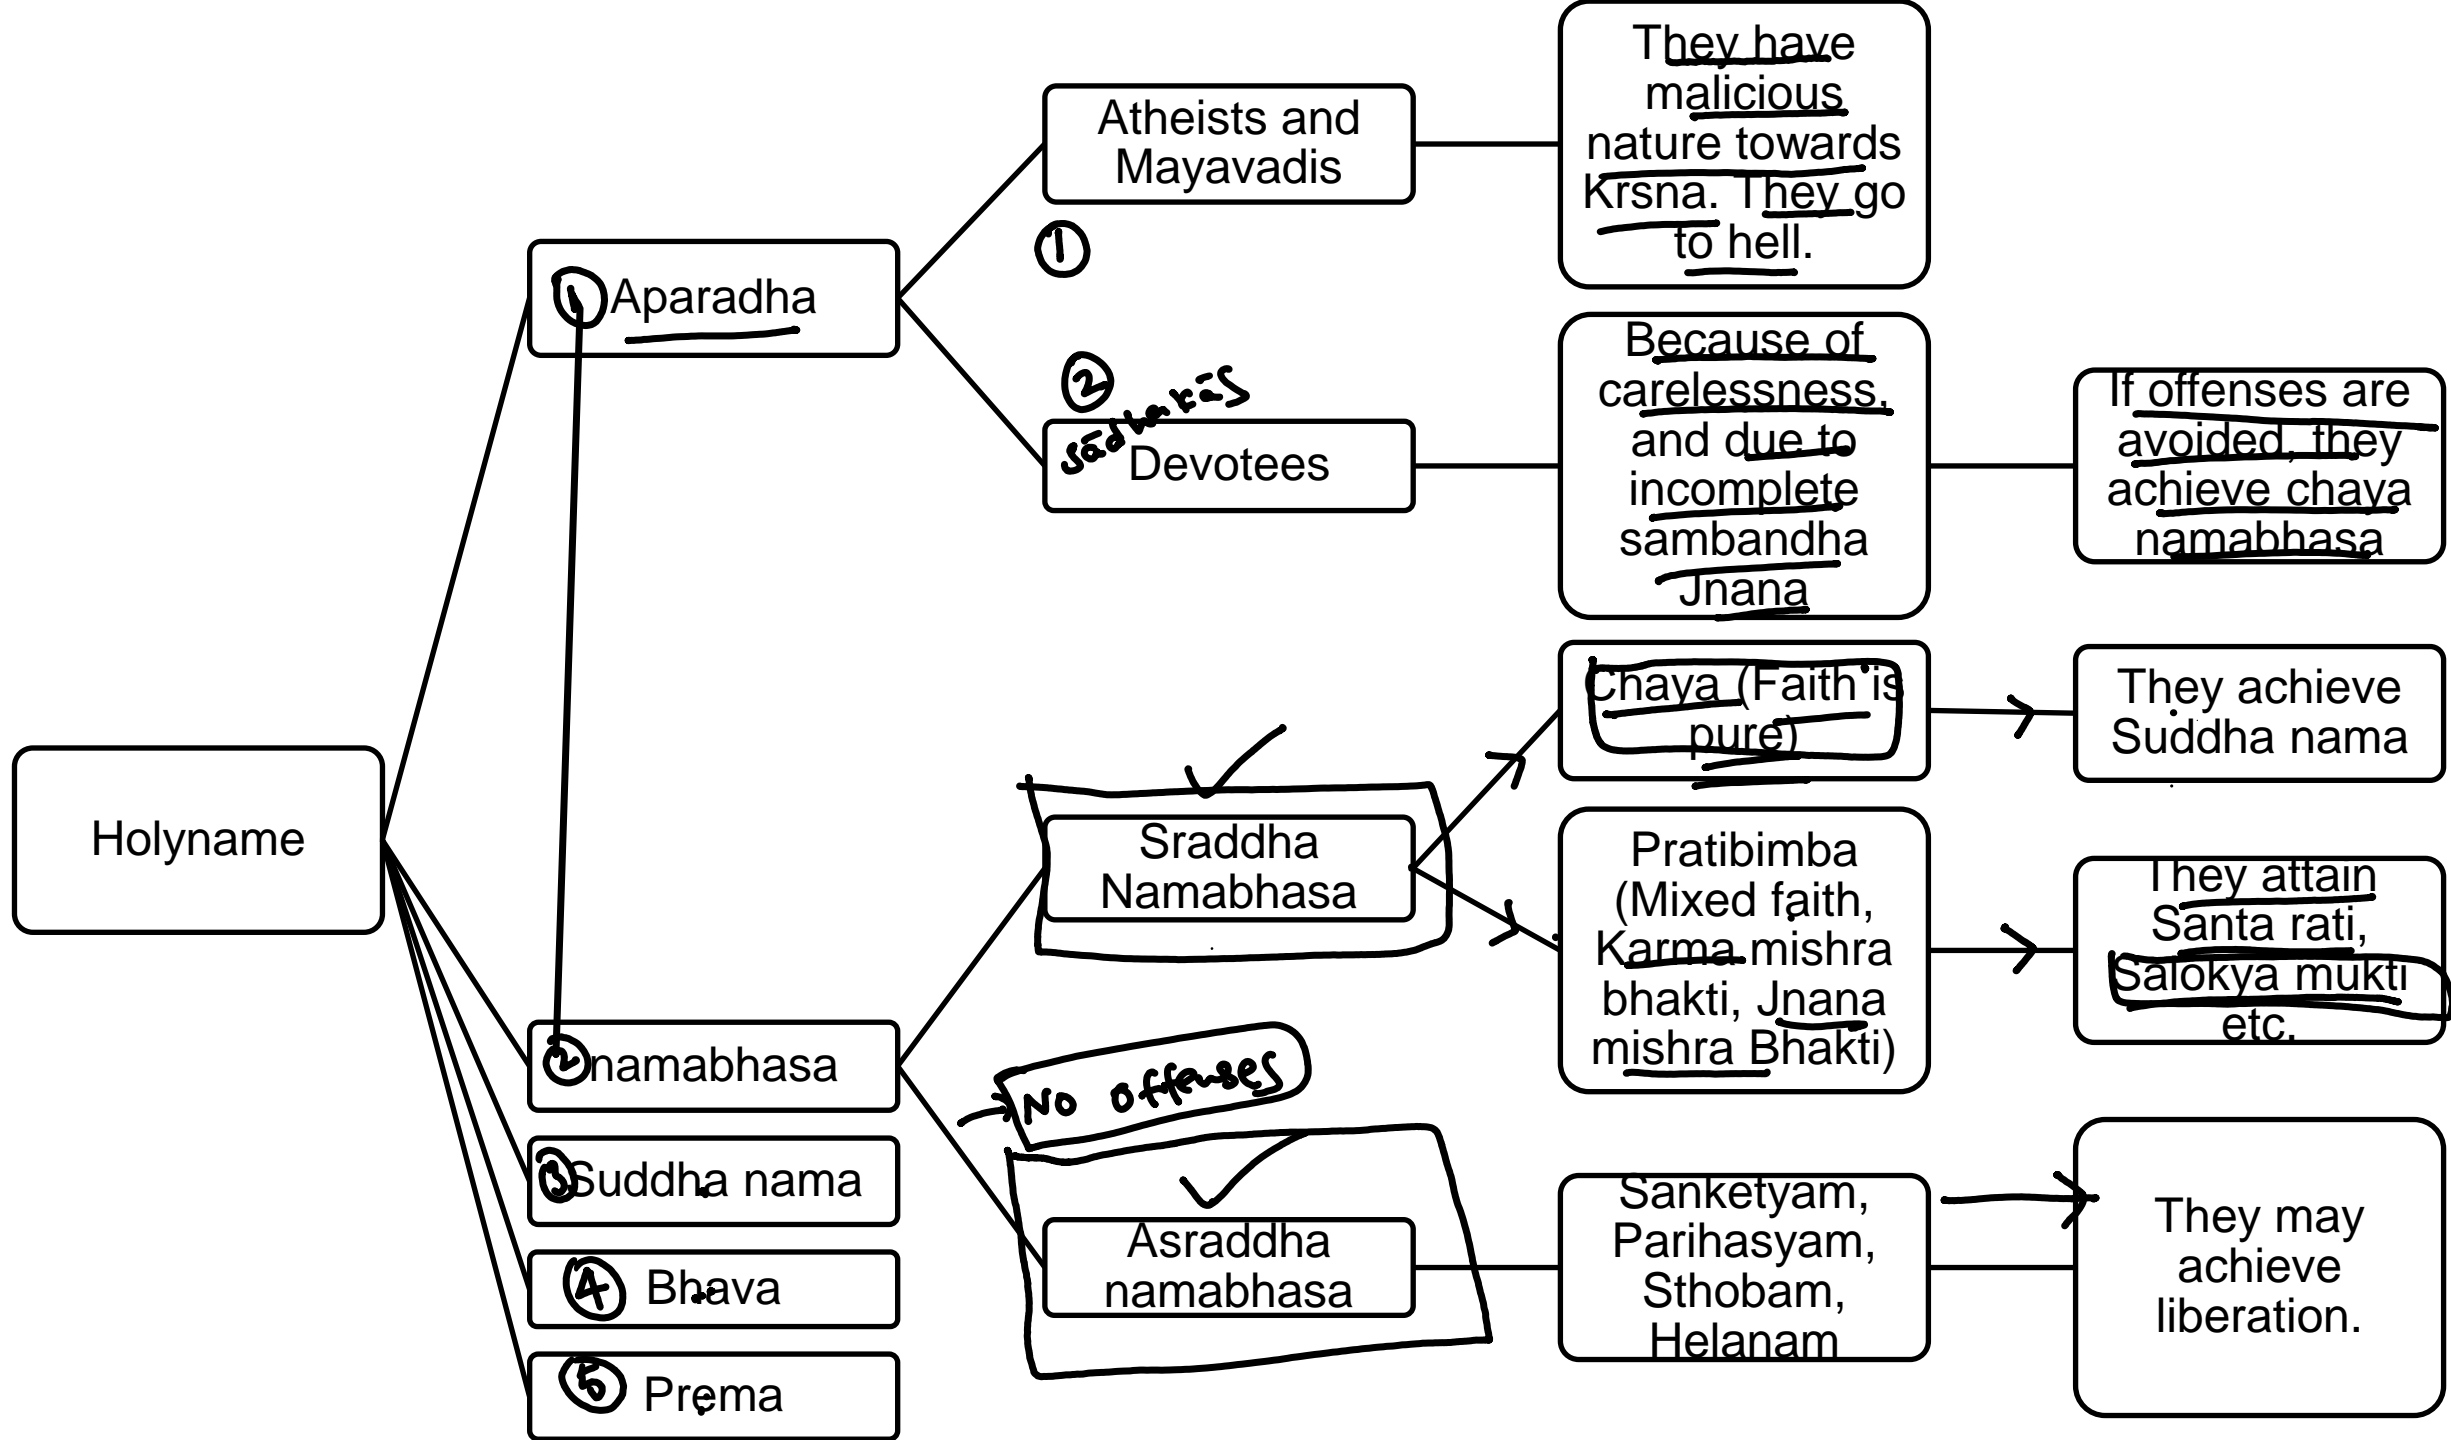 Holyname
① Aparadha
② namabhasa
③ Suddha nama
④ Bhava
⑤ Prema
Atheists and
Mayavadis
①
②
sādhakās
Devotees
Sraddha
Namabhasa
No offenses
Asraddha
namabhasa
They have
malicious
nature towards
Krsna. They go
to hell.
Because of
carelessness,
and due to
incomplete
sambandha
Jnana
Chaya (Faith is
pure)
Pratibimba
(Mixed faith,
Karma mishra
bhakti, Jnana
mishra Bhakti)
Sanketyam,
Parihasyam,
Sthobam,
Helanam
If offenses are
avoided, they
achieve chaya
namabhasa
They achieve
Suddha nama
They attain
Santa rati,
Salokya mukti
etc.
They may
achieve
liberation.